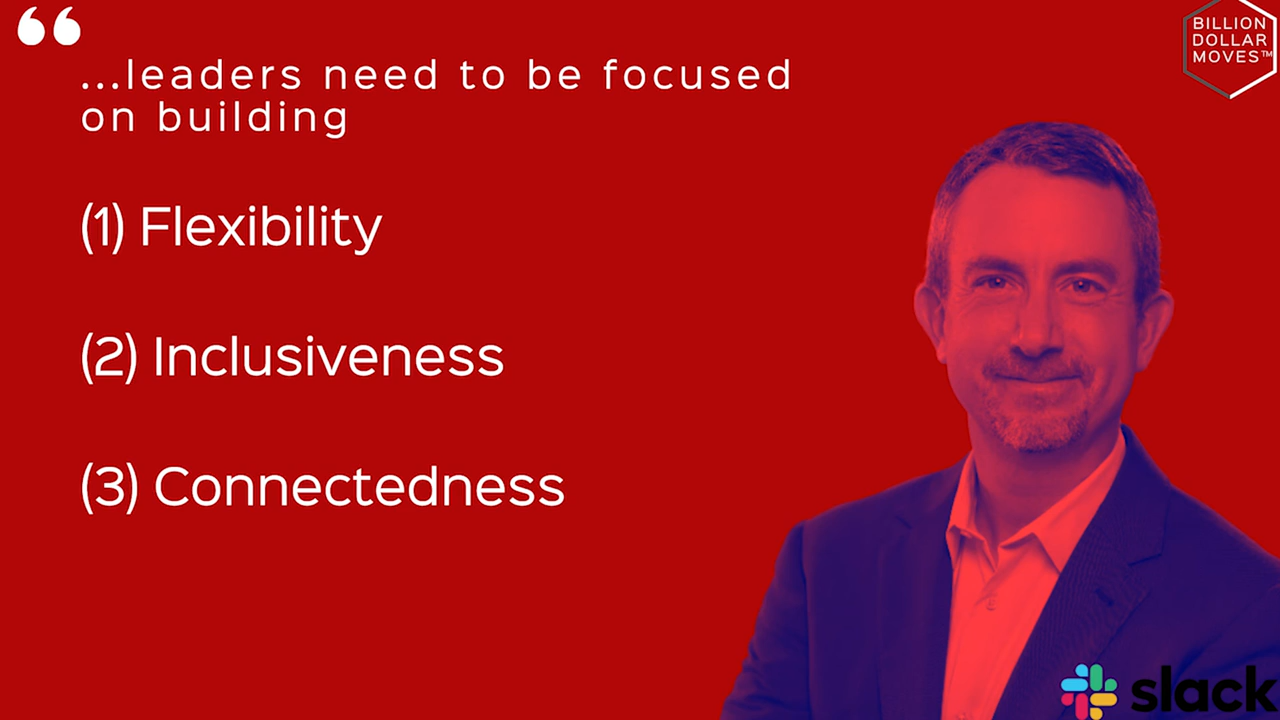 “
BILLION
DOLLAR
MOVES™
...leaders need to be focused
on building
(1) Flexibility
(2) Inclusiveness
(3) Connectedness
slack